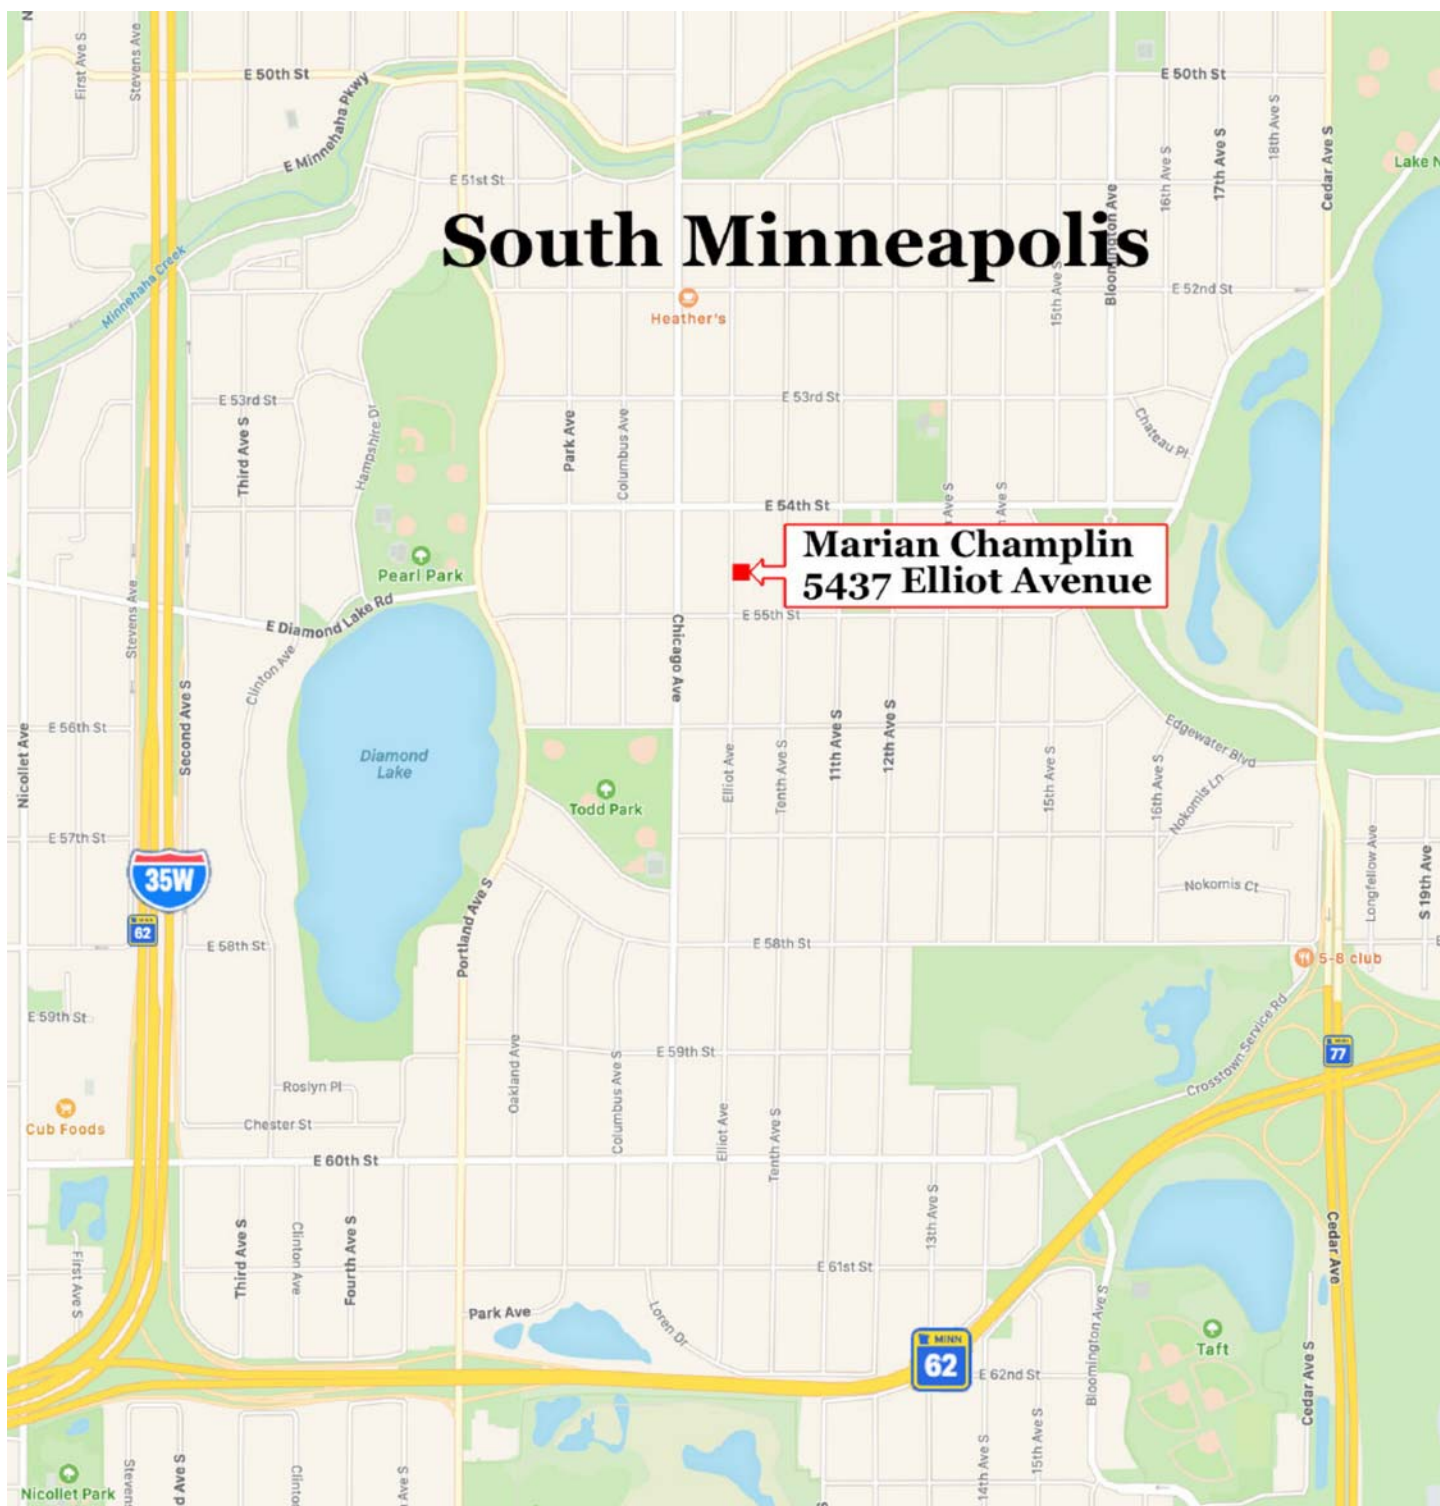 First Ave S
Stevens Ave
E 50th St
E Minnehaha Pkwy
E 50th St
18th Ave S
17th Ave S
16th Ave S
Cedar Ave S
Lake N
E 51st St
South Minneapolis
Bloomington Ave
15th Ave S
Minnehaha Creek
Heather's
E 52nd St
E 53rd St
Third Ave S
Hampshire Dr
Park Ave
Columbus Ave
E 53rd St
Chateau Pl
E 54th St
Ave S
Ave S
Marian Champlin
5437 Elliot Avenue
Pearl Park
E Diamond Lake Rd
Stevens Ave
Clinton Ave
Chicago Ave
E 55th St
E 56th St
Nicollet Ave
Second Ave S
Diamond
Lake
Todd Park
Elliot Ave
Tenth Ave S
11th Ave S
12th Ave S
15th Ave S
16th Ave S
Edgewater Blvd
Nokomis Ln
E 57th St
35W
62
Portland Ave S
Nokomis Ct
Longfellow Ave
S 19th Ave
E 58th St
E 58th St
5-8 club
E 59th St
Oakland Ave
Columbus Ave S
E 59th St
Crosstown Service Rd
MINN
77
Roslyn Pl
Cub Foods
Chester St
Elliot Ave
Tenth Ave S
E 60th St
First Ave S
Third Ave S
Clinton Ave
Fourth Ave S
13th Ave S
E 61st St
Cedar Ave
Park Ave
Loren Dr
MINN
62
E 62nd St
Bloomington Ave S
Taft
Cedar Ave S
Nicollet Park
Stevens
d Ave S
Clinton
Ave S
14th Ave S
15th Ave S